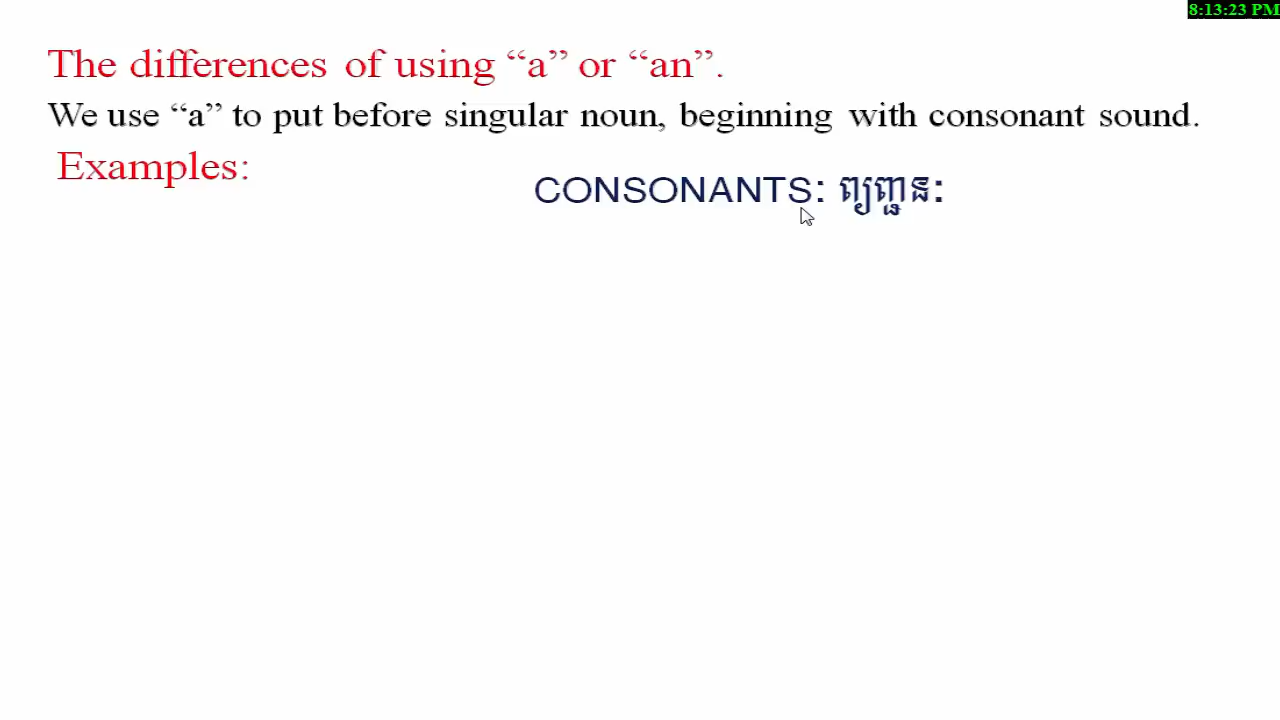 8:13:23 PM
The differences of using “a” or “an”.
We use “a” to put before singular noun, beginning with consonant sound.
Examples:
CONSONANTS: ព្យញ្ជនៈ